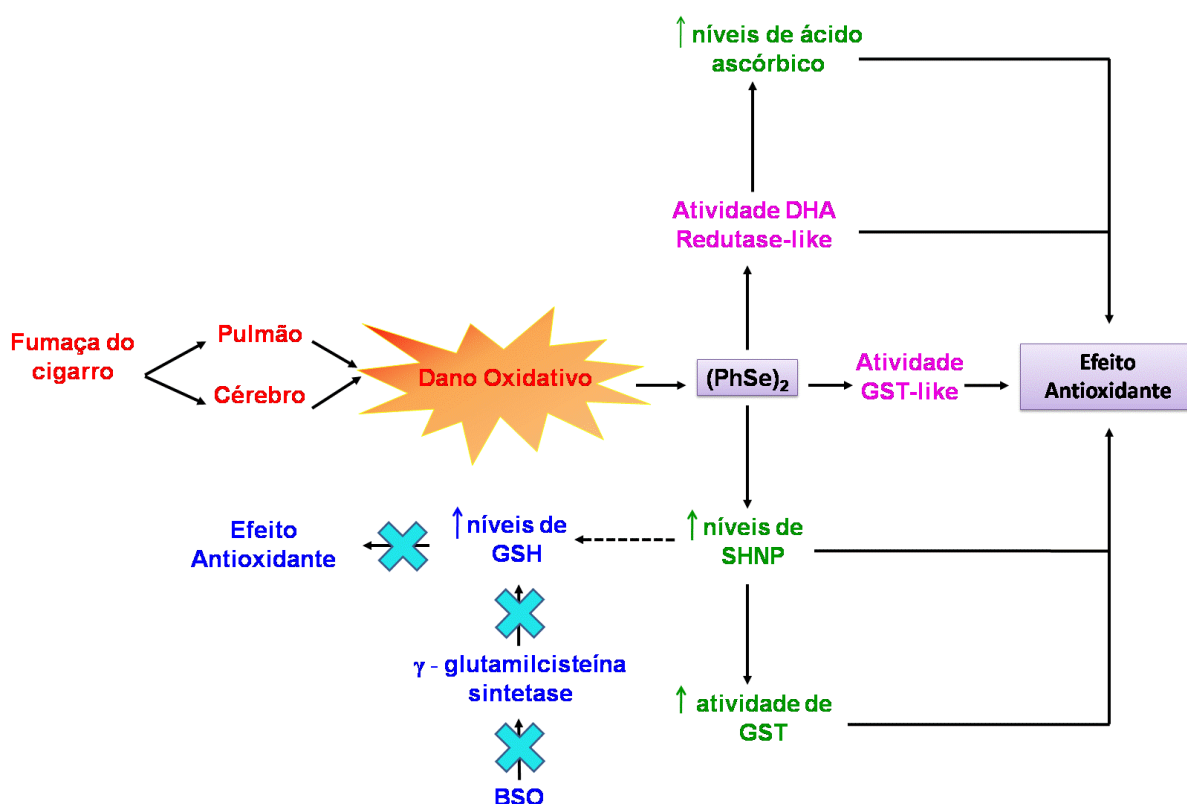 ↑ níveis de ácido
ascórbico
Atividade DHA
Redutase-like
Fumaça do
cigarro
Pulmão
Cérebro
Dano Oxidativo
(PhSe)₂
Atividade
GST-like
Efeito
Antioxidante
Efeito
Antioxidante
↑ níveis de
GSH
↑ níveis de
SHNP
γ - glutamilcisteína
sintetase
↑ atividade de
GST
BSO